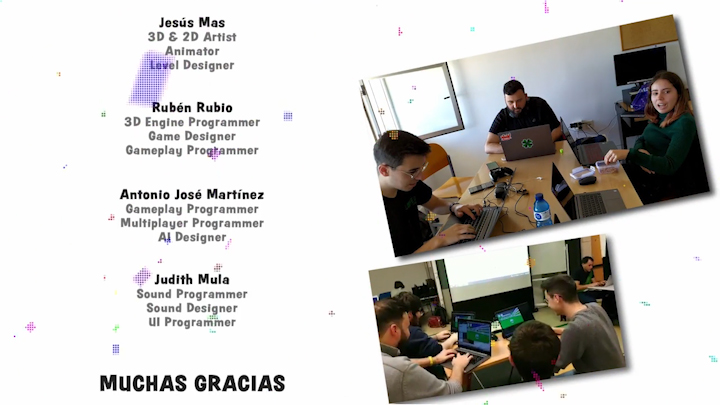 Jesús Mas
3D & 2D Artist
Animator
Level Designer
Rubén Rubio
3D Engine Programmer
Game Designer
Gameplay Programmer
Antonio José Martínez
Gameplay Programmer
Multiplayer Programmer
AI Designer
Judith Mula
Sound Programmer
Sound Designer
UI Programmer
MUCHAS GRACIAS